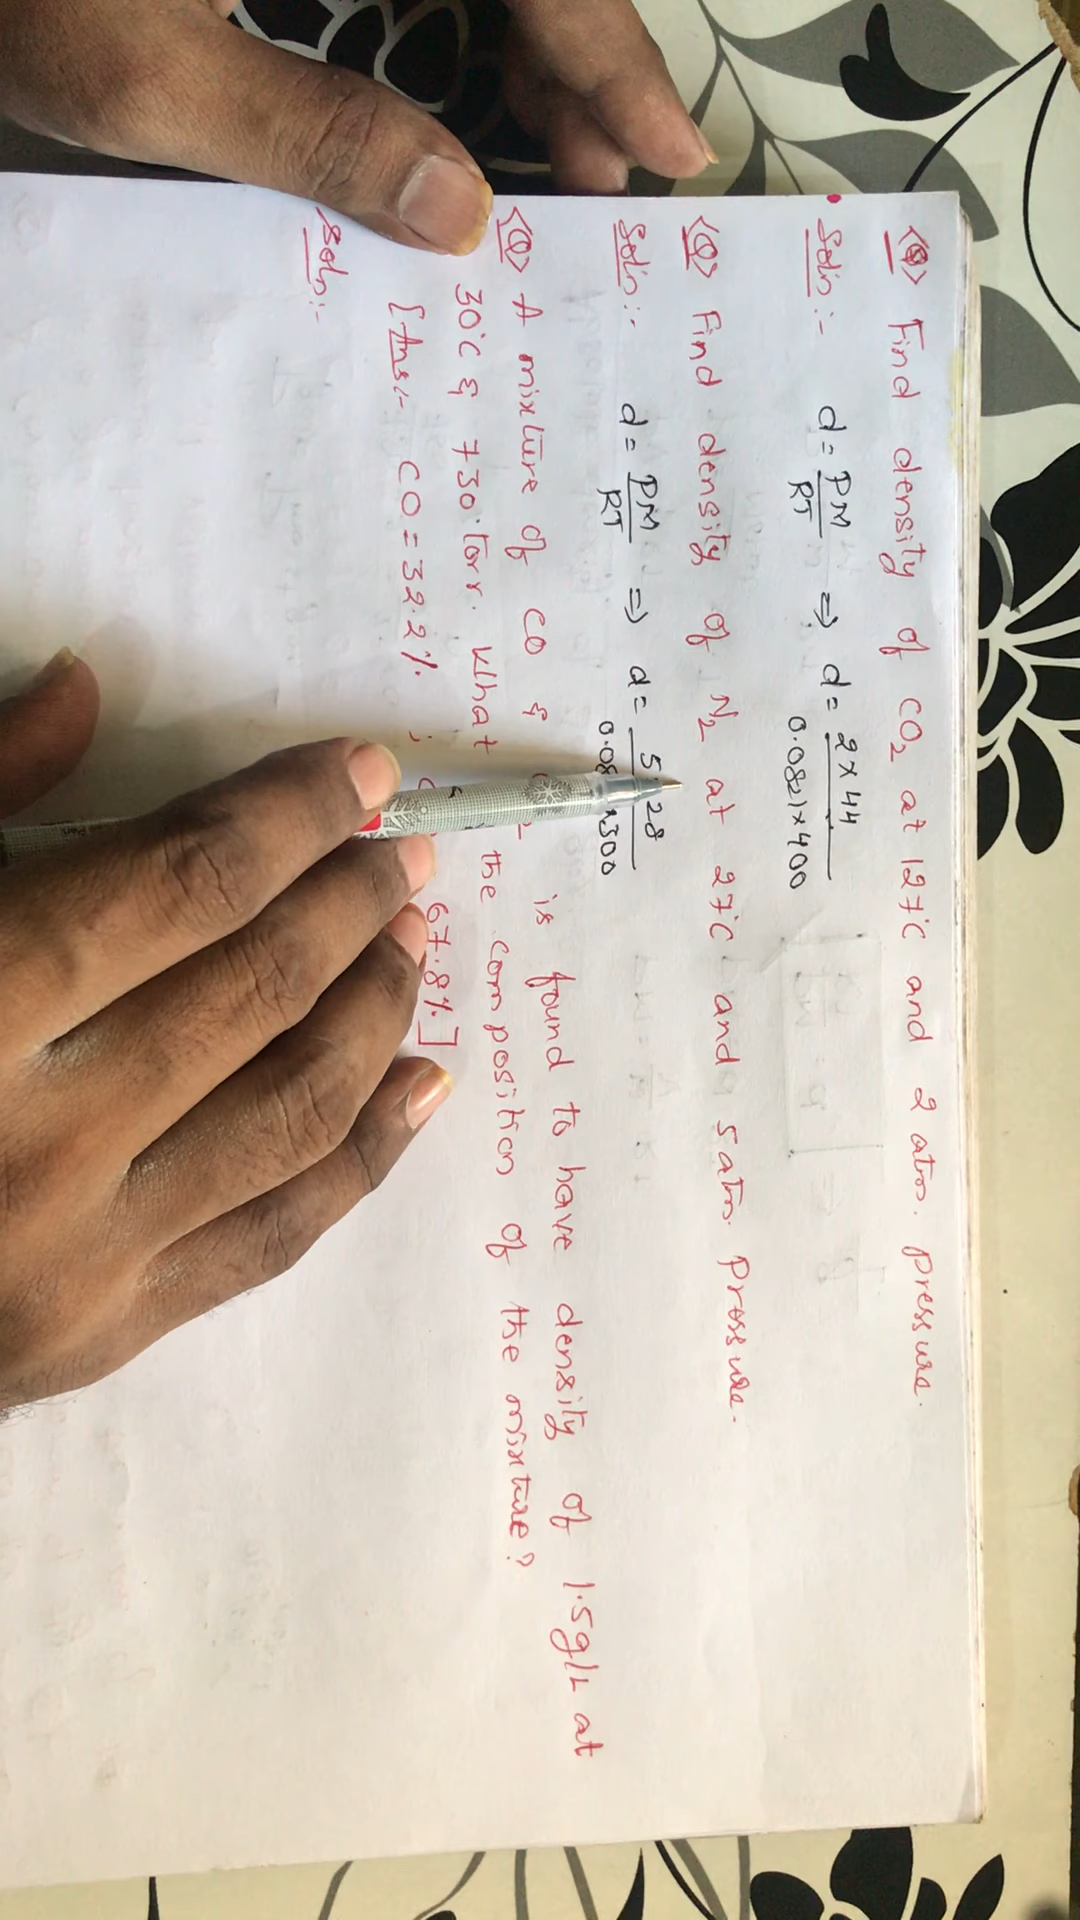 <Q> Find density of CO2 at 127°C and 2 atm. pressure.
Soln:- d = PM/RT ⇒ d = 2×44/0.0821×400
<Q> Find density of N2 at 27°C and 5 atm. Pressure.
Soln:- d = PM/RT ⇒ d = 5 28/0.08 ×300
<Q> A mixture of CO & is found to have density of 1.5g/L at
30°C & 730 torr. What the composition of the mixture?
[Ans:- CO = 32.2% ; 67.8%]
Soln:-